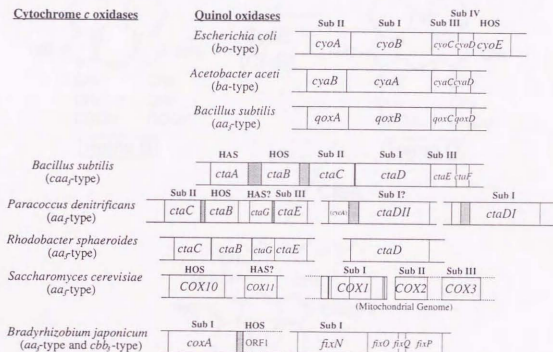 Cytochrome c oxidases Quinol oxidases
Sub IV
Sub II Sub I Sub III HOS
Escherichia coli cyoA cyoB cyoC cyoD cyoE
(bo-type)
Acetobacter aceti cyaB cyaA cyaC cyaD
(ba-type)
Bacillus subtilis qoxA qoxB qoxC qoxD
(aa3-type)
HAS HOS Sub II Sub I Sub III
Bacillus subtilis ctaA ctaB ctaC ctaD ctaE ctaF
(caa3-type)
Sub II HOS HAS? Sub III Sub I? Sub I
Paracoccus denitrificans ctaC ctaB ctaG ctaE ctaDII ctaDI
(aa3-type)
Rhodobacter sphaeroides ctaC ctaB ctaG ctaE ctaD
(aa3-type)
HOS HAS? Sub I Sub II Sub III
Saccharomyces cerevisiae COX10 COX11 COX1 COX2 COX3
(aa3-type)
(Mitochondrial Genome)
Sub I HOS Sub I
Bradyrhizobium japonicum coxA ORF1 fixN fixO fixQ fixP
(aa3-type and cbb3-type)